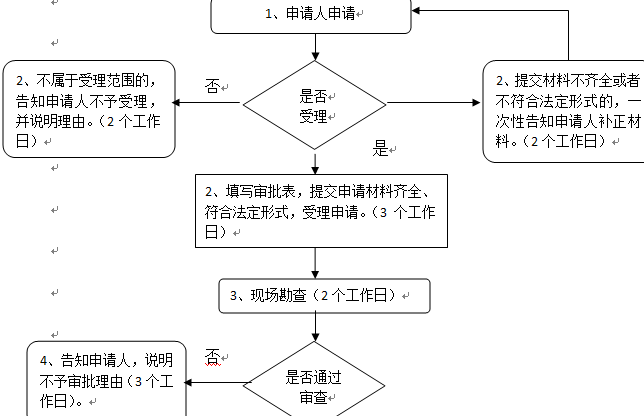 1、申请人申请
2、不属于受理范围的，
告知申请人不予受理，
并说明理由。（2 个工作
日）
否
是否
受理
2、提交材料不齐全或者
不符合法定形式的，一
次性告知申请人补正材
料。（2 个工作日）
是
2、填写审批表，提交申请材料齐全、
符合法定形式，受理申请。（3 个工作
日）
3、现场勘查（2 个工作日）
4、告知申请人，说明
不予审批理由（3 个工
作日）。
否
是否通过
审查